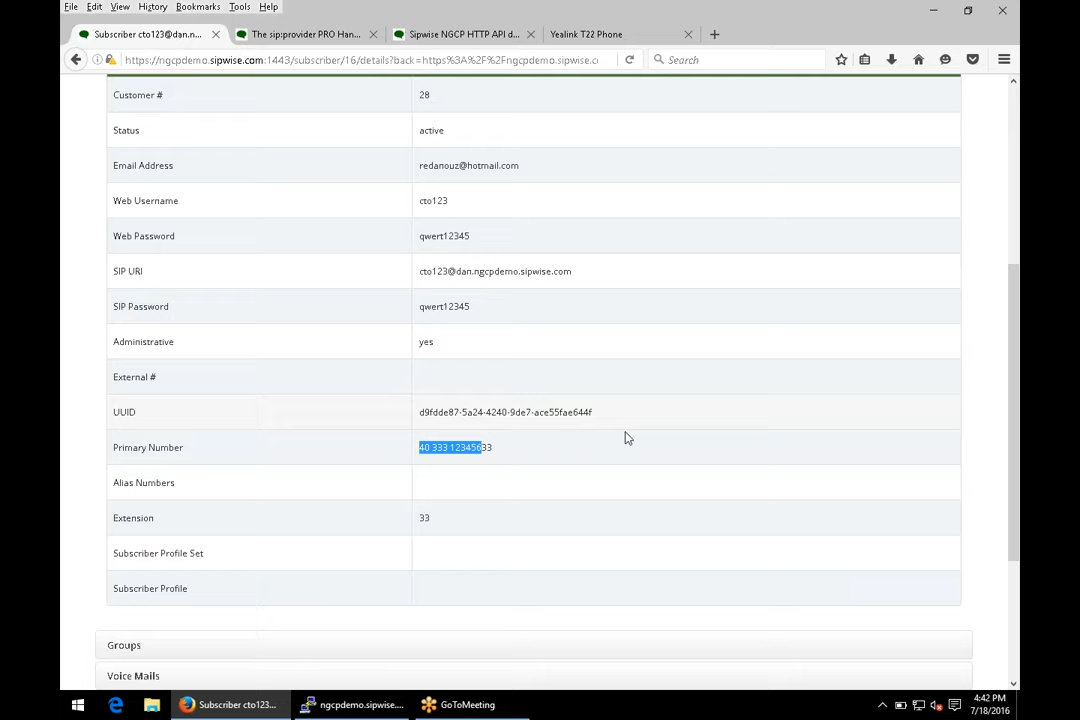 File Edit View History Bookmarks Tools Help
Subscriber cto123@dan.n... The sip:provider PRO Han... Sipwise NGCP HTTP API d... Yealink T22 Phone
https://ngcpdemo.sipwise.com:1443/subscriber/16/details?back=https%3A%2F%2Fngcpdemo.sipwise.cc Search
Customer # 28
Status active
Email Address redanouz@hotmail.com
Web Username cto123
Web Password qwert12345
SIP URI cto123@dan.ngcpdemo.sipwise.com
SIP Password qwert12345
Administrative yes
External #
UUID d9fdde87-5a24-4240-9de7-ace55fae644f
Primary Number 40 333 12345633
Alias Numbers
Extension 33
Subscriber Profile Set
Subscriber Profile
Groups
Voice Mails
Subscriber cto123... ngcpdemo.sipwise.... GoToMeeting 4:42 PM
7/18/2016